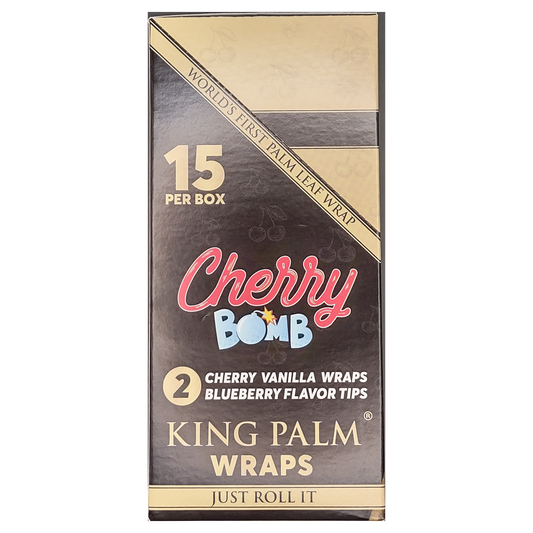 WORLD'S FIRST PALM LEAF WRAP
15
PER BOX
Cherry
BOMB
2 CHERRY VANILLA WRAPS
BLUEBERRY FLAVOR TIPS
KING PALM®
WRAPS
JUST ROLL IT